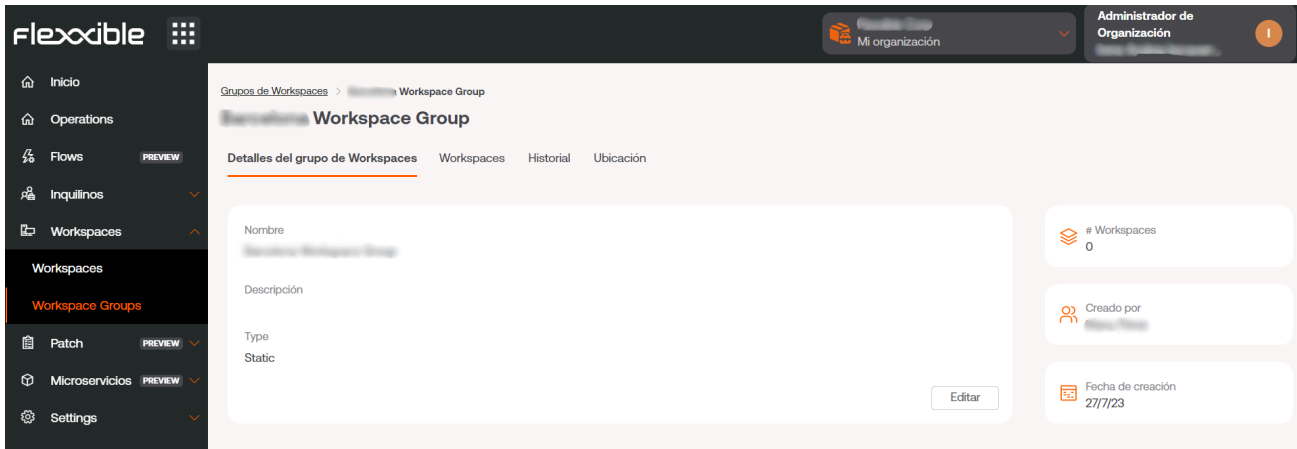 Flexxible
Mi organización
Administrador de
Organización
I
Inicio
Operations
Flows PREVIEW
Inquilinos
Workspaces
Workspaces
Workspace Groups
Patch PREVIEW
Microservicios PREVIEW
Settings
Grupos de Workspaces > Workspace Group
Workspace Group
Detalles del grupo de Workspaces Workspaces Historial Ubicación
Nombre
Descripción
Type
Static
Editar
# Workspaces
0
Creado por
Fecha de creación
27/7/23